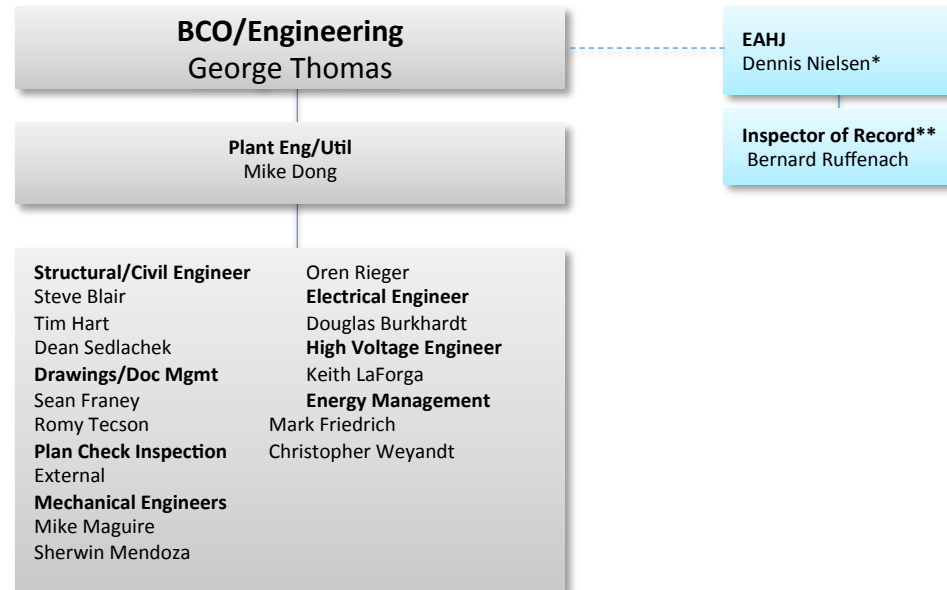 BCO/Engineering
George Thomas
EAHJ
Dennis Nielsen*
Inspector of Record**
Bernard Ruffenach
Plant Eng/Util
Mike Dong
Structural/Civil Engineer
Steve Blair
Tim Hart
Dean Sedlachek
Drawings/Doc Mgmt
Sean Franey
Romy Tecson
Plan Check Inspection
External
Mechanical Engineers
Mike Maguire
Sherwin Mendoza
Oren Rieger
Electrical Engineer
Douglas Burkhardt
High Voltage Engineer
Keith LaForga
Energy Management
Mark Friedrich
Christopher Weyandt